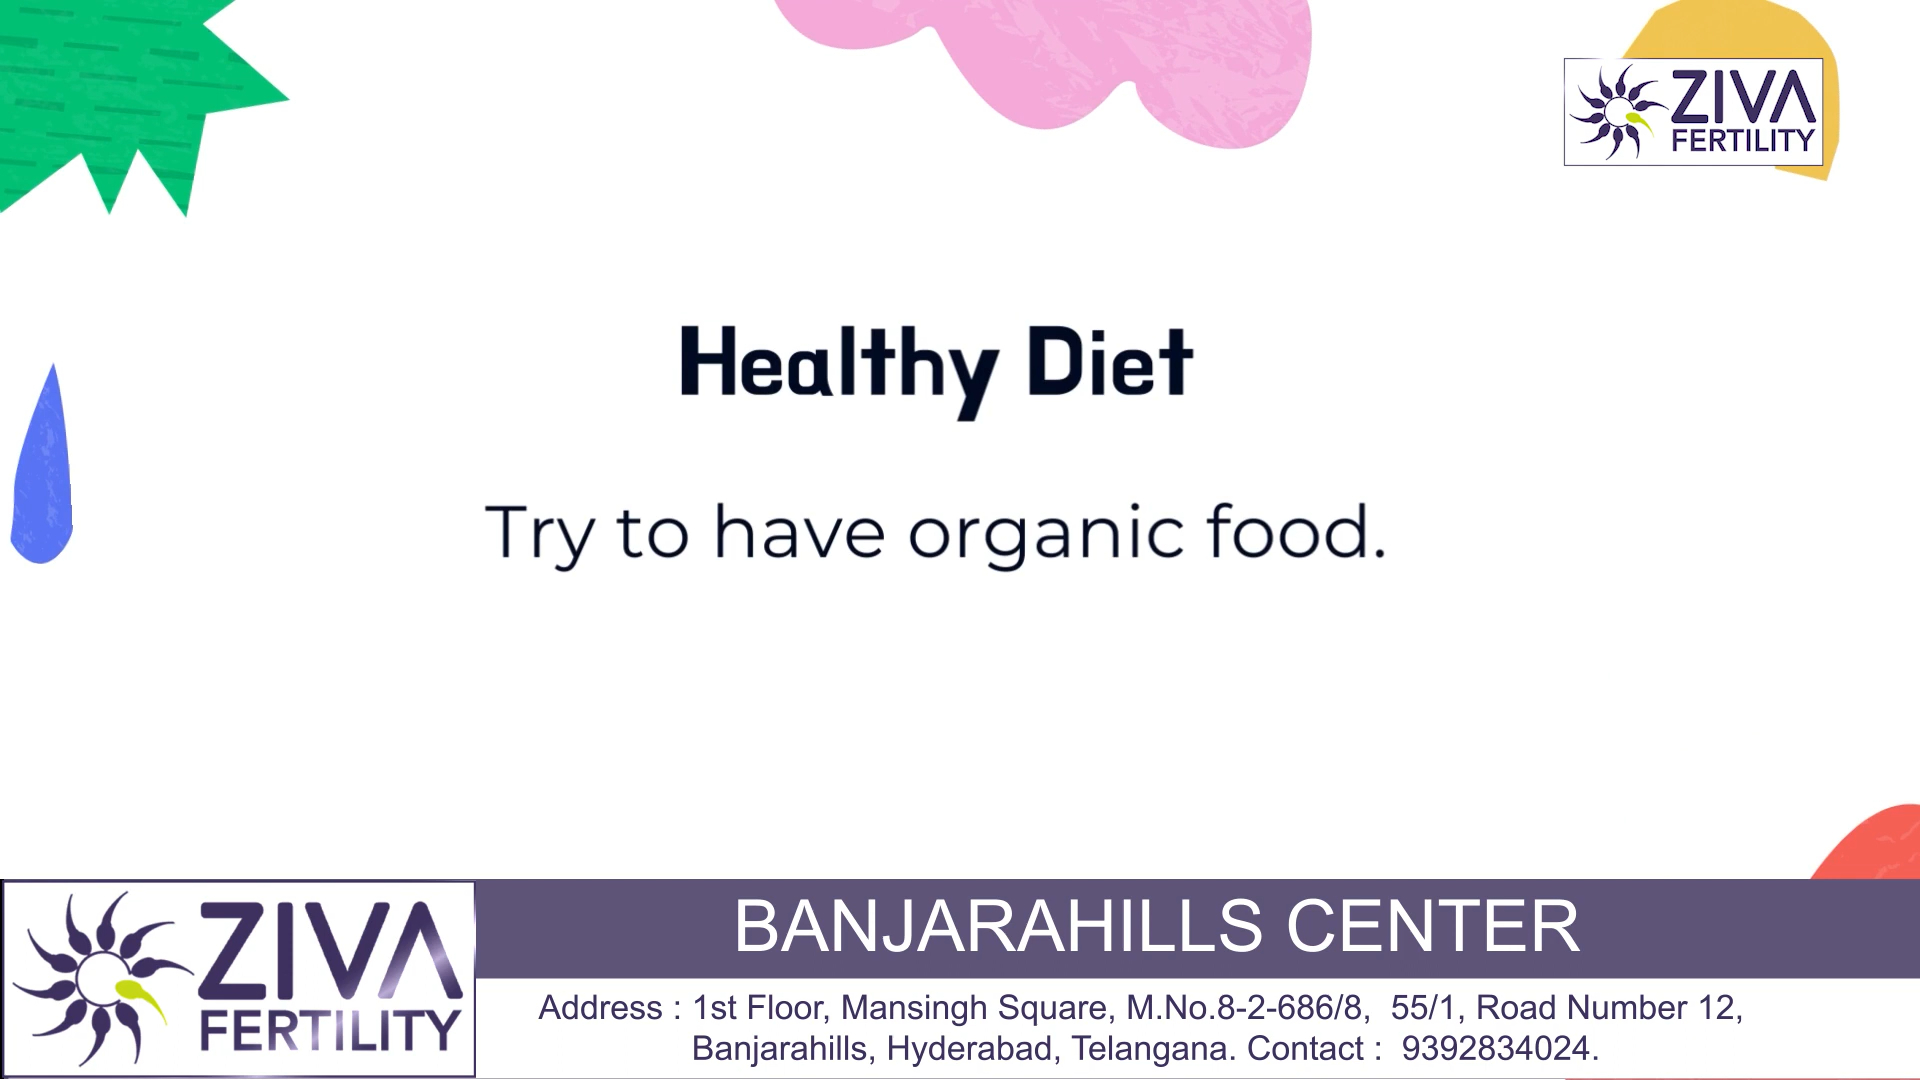 ZIVA
FERTILITY
Healthy Diet
Try to have organic food.
ZIVA
FERTILITY
BANJARAHILLS CENTER
Address : 1st Floor, Mansingh Square, M.No.8-2-686/8,  55/1, Road Number 12,
Banjarahills, Hyderabad, Telangana. Contact :  9392834024.